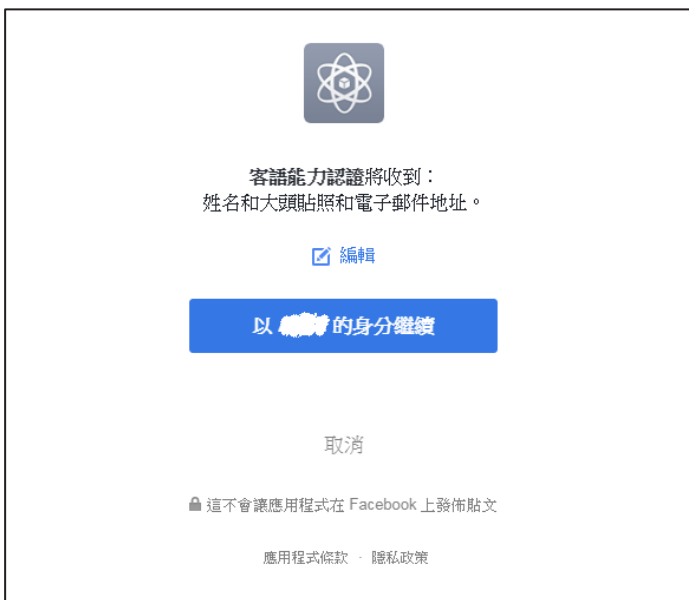 客語能力認證將收到：
姓名和大頭貼照和電子郵件地址。
編輯
以 的身分繼續
取消
這不會讓應用程式在 Facebook 上發佈貼文
應用程式條款 · 隱私政策